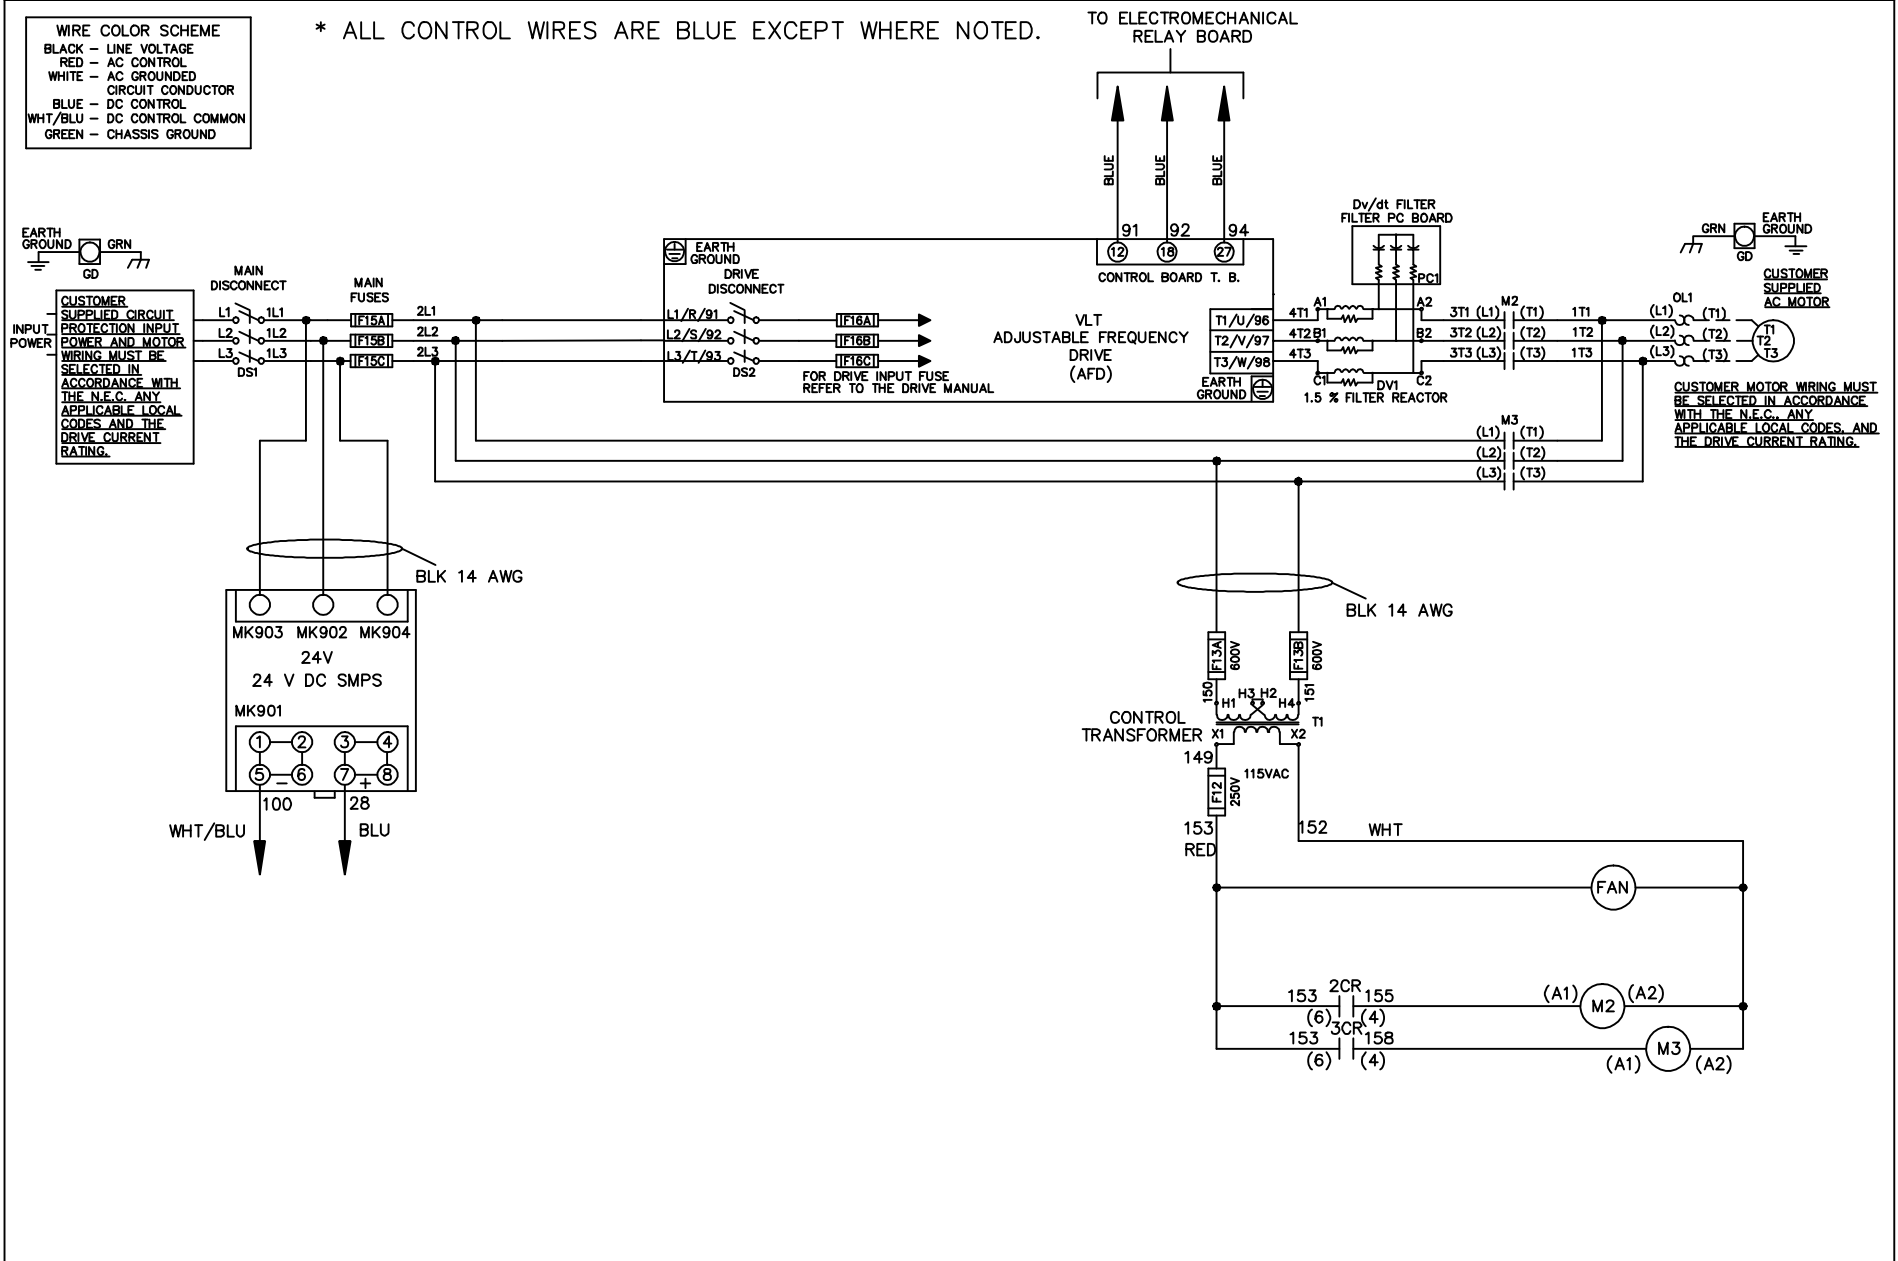 WIRE COLOR SCHEME
BLACK – LINE VOLTAGE
RED – AC CONTROL
WHITE – AC GROUNDED
CIRCUIT CONDUCTOR
BLUE – DC CONTROL
WHT/BLU – DC CONTROL COMMON
GREEN – CHASSIS GROUND
* ALL CONTROL WIRES ARE BLUE EXCEPT WHERE NOTED.
TO ELECTROMECHANICAL
RELAY BOARD
BLUE
BLUE
BLUE
91 92 94
12 18 27
CONTROL BOARD T. B.
EARTH
GROUND
GRN
GD
INPUT
POWER
CUSTOMER
SUPPLIED CIRCUIT
PROTECTION INPUT
POWER AND MOTOR
WIRING MUST BE
SELECTED IN
ACCORDANCE WITH
THE N.E.C. ANY
APPLICABLE LOCAL
CODES AND THE
DRIVE CURRENT
RATING.
MAIN
DISCONNECT
L1 1L1
L2 1L2
L3 1L3
DS1
MAIN
FUSES
F15A
F15B
F15C
2L1
2L2
2L3
EARTH
GROUND
DRIVE
DISCONNECT
L1/R/91
L2/S/92
L3/T/93
DS2
F16A
F16B
F16C
FOR DRIVE INPUT FUSE
REFER TO THE DRIVE MANUAL
VLT
ADJUSTABLE FREQUENCY
DRIVE
(AFD)
T1/U/96
T2/V/97
T3/W/98
EARTH
GROUND
4T1
4T2
4T3
Dv/dt FILTER
FILTER PC BOARD
PC1
A1 A2
B1 B2
C1 C2
DV1
1.5 % FILTER REACTOR
M2
3T1 (L1) (T1) 1T1
3T2 (L2) (T2) 1T2
3T3 (L3) (T3) 1T3
OL1
(L1) (T1)
(L2) (T2)
(L3) (T3)
T1
T2
T3
GRN
EARTH
GROUND
GD
CUSTOMER
SUPPLIED
AC MOTOR
CUSTOMER MOTOR WIRING MUST
BE SELECTED IN ACCORDANCE
WITH THE N.E.C., ANY
APPLICABLE LOCAL CODES, AND
THE DRIVE CURRENT RATING.
M3
(L1) (T1)
(L2) (T2)
(L3) (T3)
BLK 14 AWG
MK903 MK902 MK904
24V
24 V DC SMPS
MK901
1 2 3 4
5 6 7 8
– +
100 28
WHT/BLU BLU
BLK 14 AWG
F13A
600V
F13B
600V
150
151
H1 H3 H2 H4
T1
CONTROL
TRANSFORMER
X1 X2
149
115VAC
F12
250V
153
RED
152 WHT
FAN
2CR
153 155
(6) (4)
(A1) M2 (A2)
3CR
153 158
(6) (4)
(A1) M3 (A2)